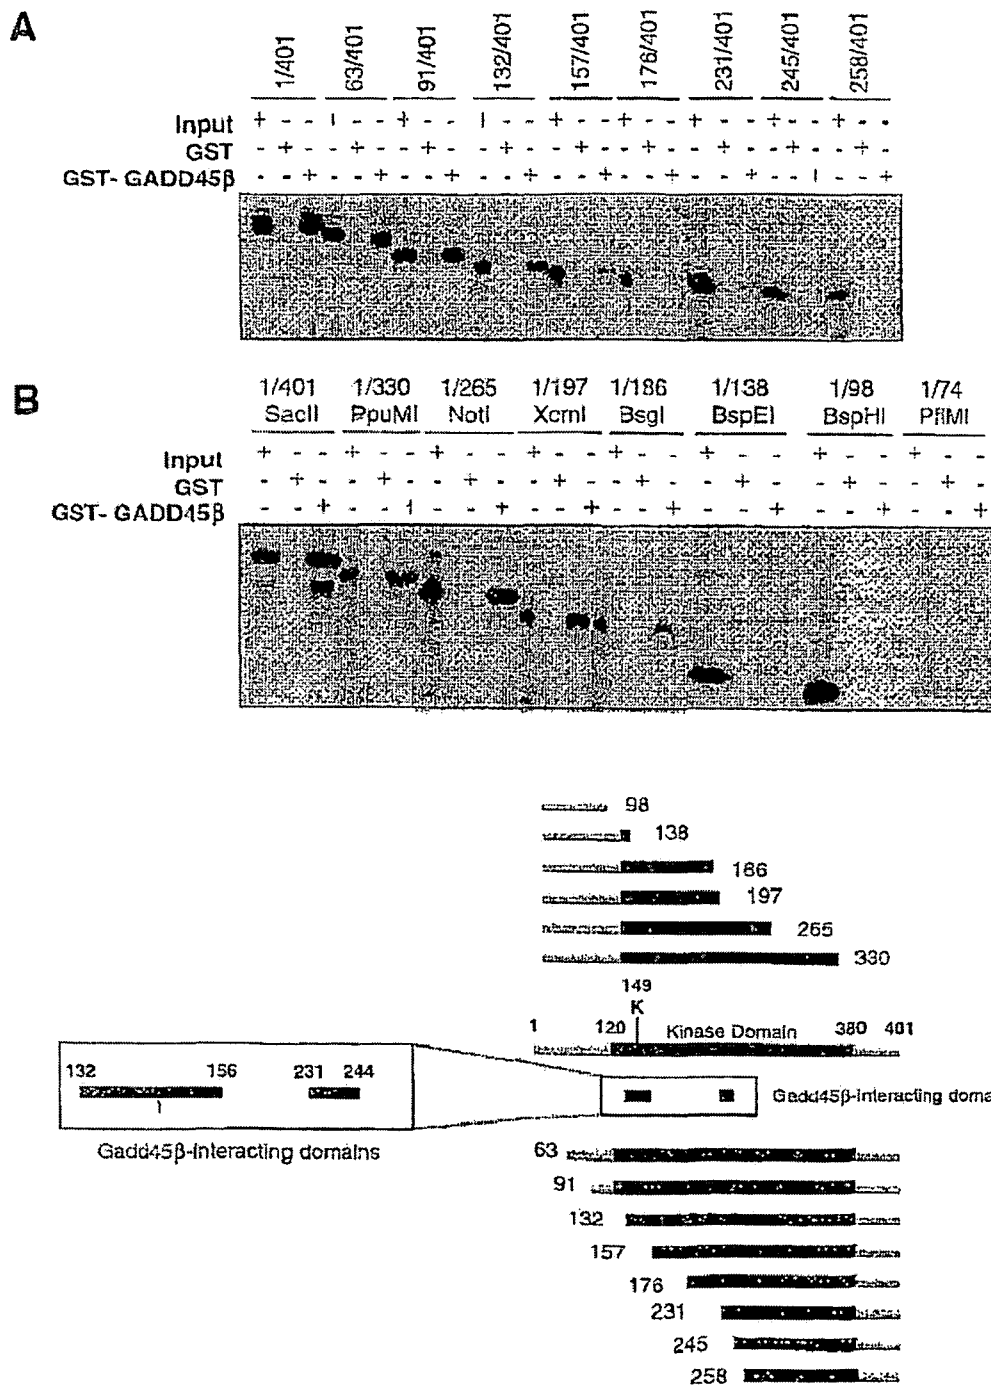 A
1/401 63/401 91/401 132/401 157/401 176/401 231/401 245/401 258/401
Input + - - I - - + - - I - - + - - + - - + - - + - - + - -
GST - + - - + - - + - - + - - + - - + - - + - - + - - + -
GST- GADD45β - - + - - + - - + - - + - - + - - + - - + - - I - - +
B
1/401 1/330 1/265 1/197 1/186 1/138 1/98 1/74
SacII PpuMI NotI XcmI BsgI BspEI BspHI PflMI
Input + - - + - - + - - + - - + - - + - - + - - + - -
GST - + - - + - - + - - + - - + - - + - - + - - + -
GST- GADD45β - - + - - + - - + - - + - - + - - + - - + - - +
98
138
186
197
265
330
149
K
1 120 Kinase Domain 380 401
132 156 231 244
Gadd45β-Interacting doma
Gadd45β-interacting domains
63
91
132
157
176
231
245
258